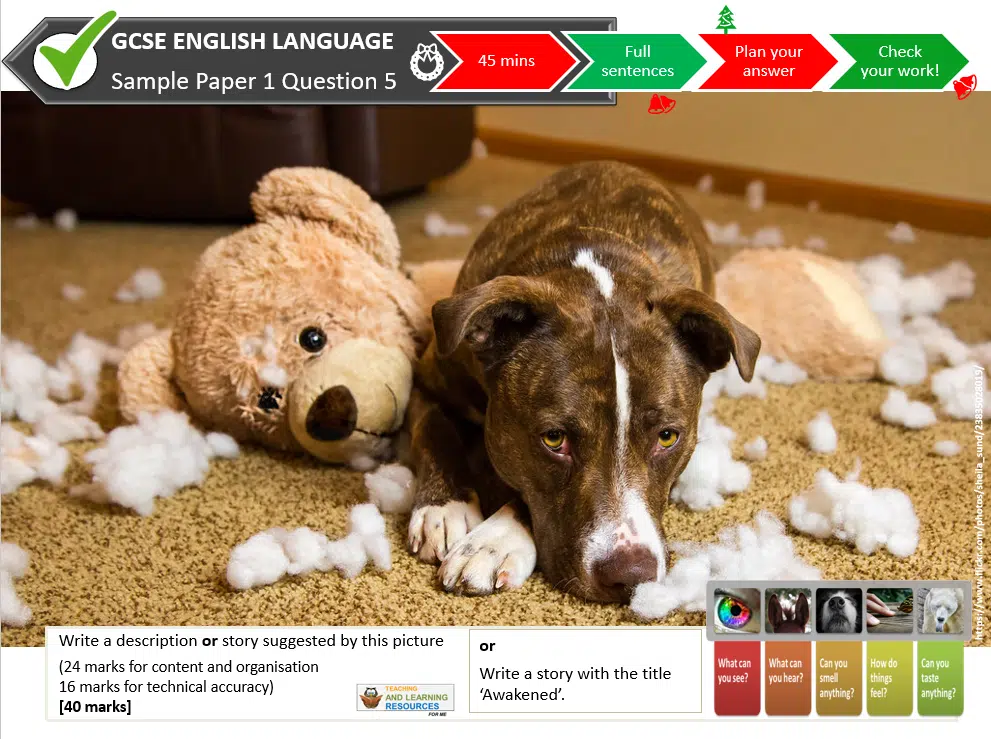 GCSE ENGLISH LANGUAGE
Sample Paper 1 Question 5
45 mins
Full
sentences
Plan your
answer
Check
your work!
https://www.flickr.com/photos/sheila_sund/23835028015/
Write a description or story suggested by this picture
(24 marks for content and organisation
16 marks for technical accuracy)
[40 marks]
TEACHING
AND LEARNING
RESOURCES
FOR ME
or
Write a story with the title
‘Awakened’.
What can
you see?
What can
you hear?
Can you
smell
anything?
How do
things
feel?
Can you
taste
anything?